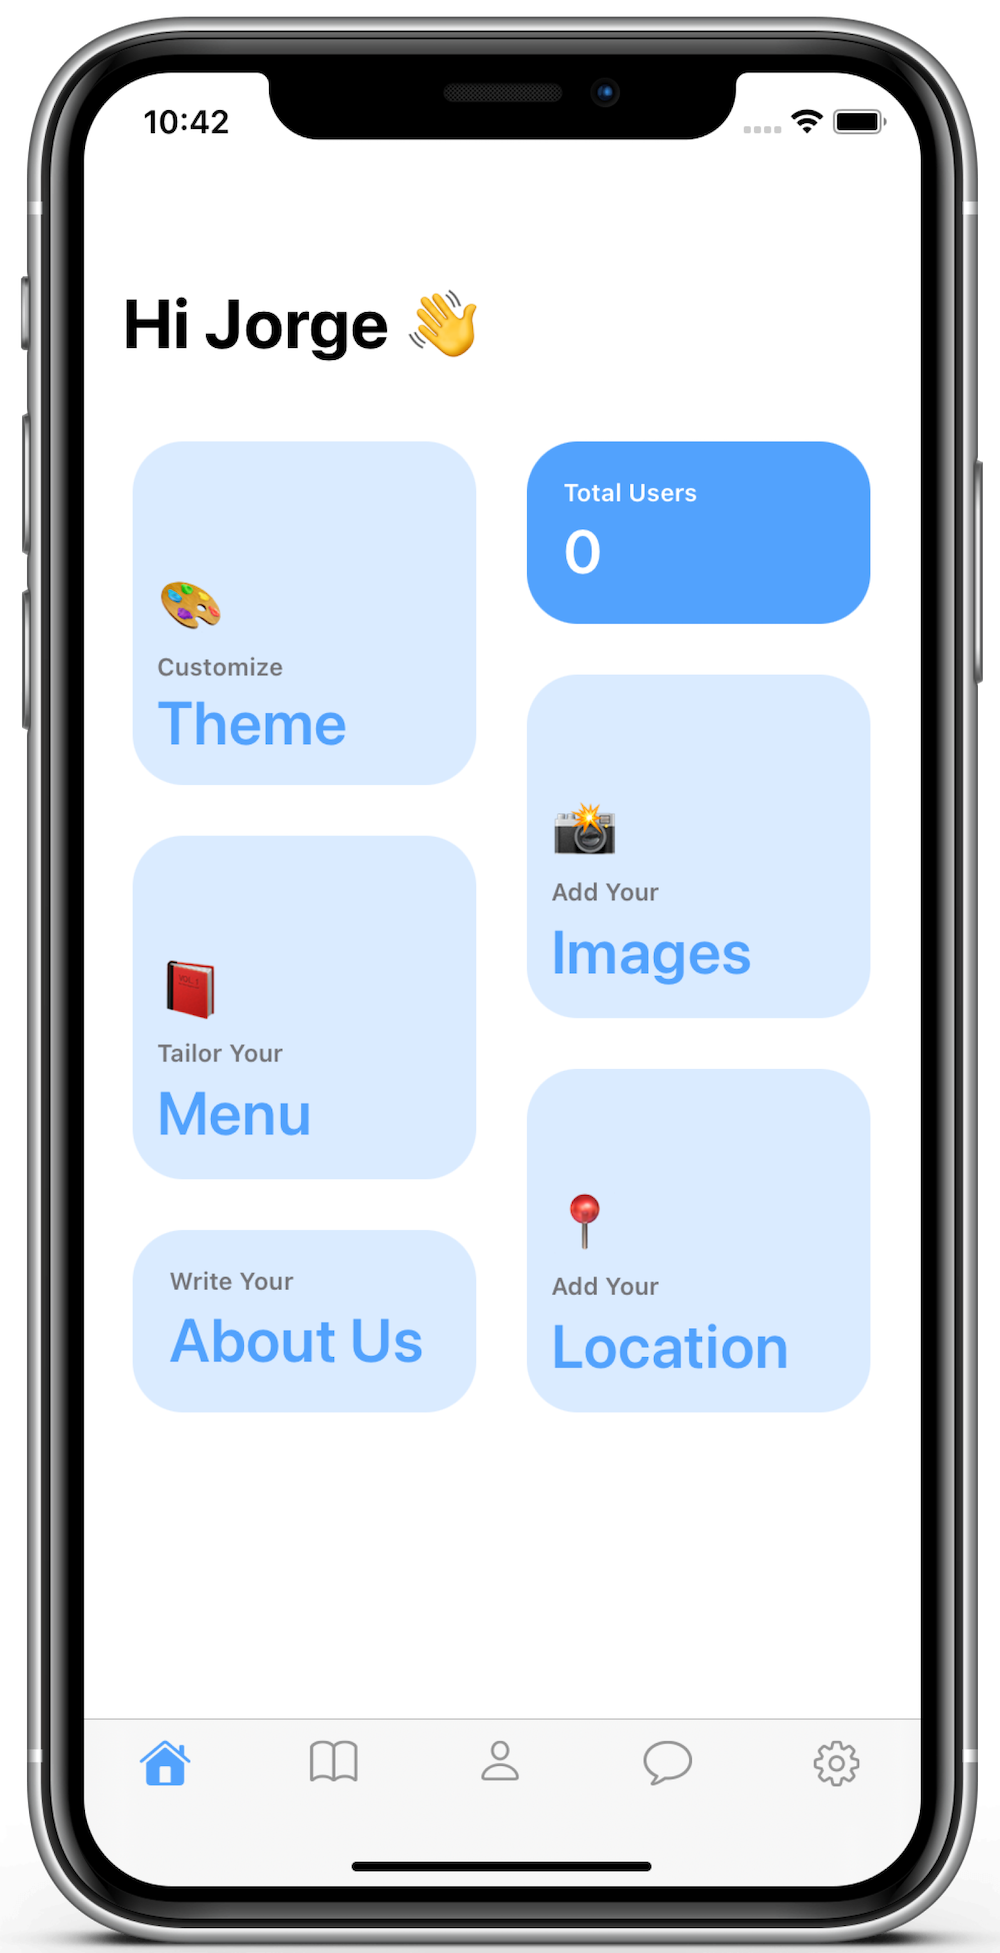 10:42
Hi Jorge 👋
Customize
Theme
Total Users
0
Add Your
Images
Tailor Your
Menu
Add Your
Location
Write Your
About Us